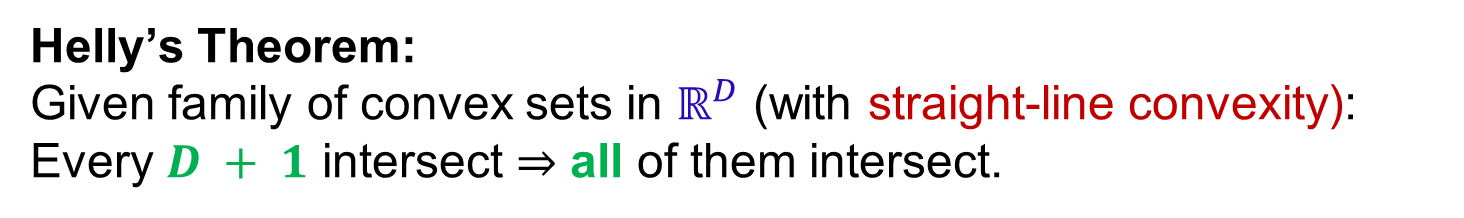 Helly's Theorem:
Given family of convex sets in ℝᴰ (with straight-line convexity):
Every D + 1 intersect ⇒ all of them intersect.